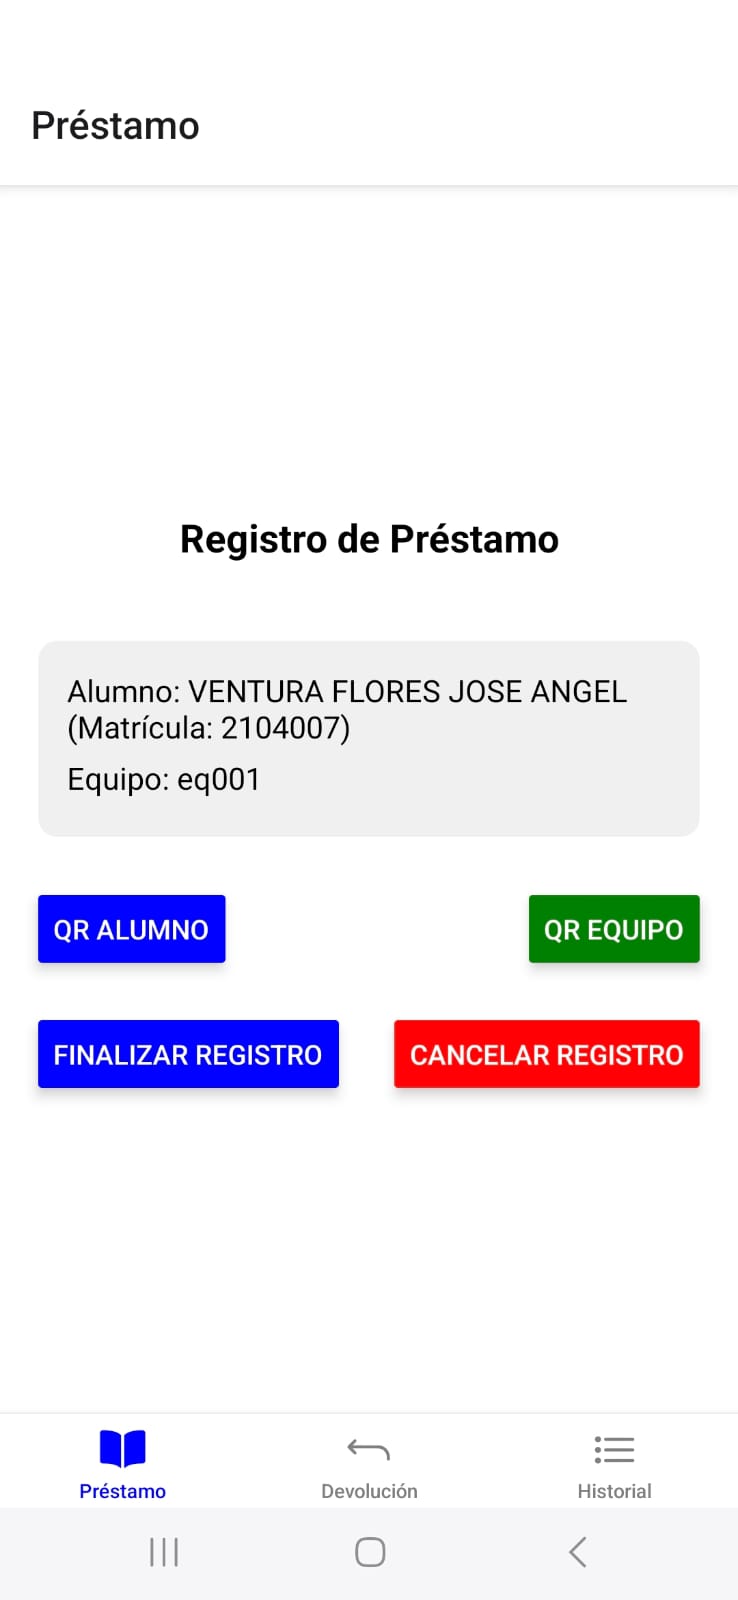 Préstamo
Registro de Préstamo
Alumno: VENTURA FLORES JOSE ANGEL
(Matrícula: 2104007)
Equipo: eq001
QR ALUMNO
QR EQUIPO
FINALIZAR REGISTRO
CANCELAR REGISTRO
Préstamo
Devolución
Historial